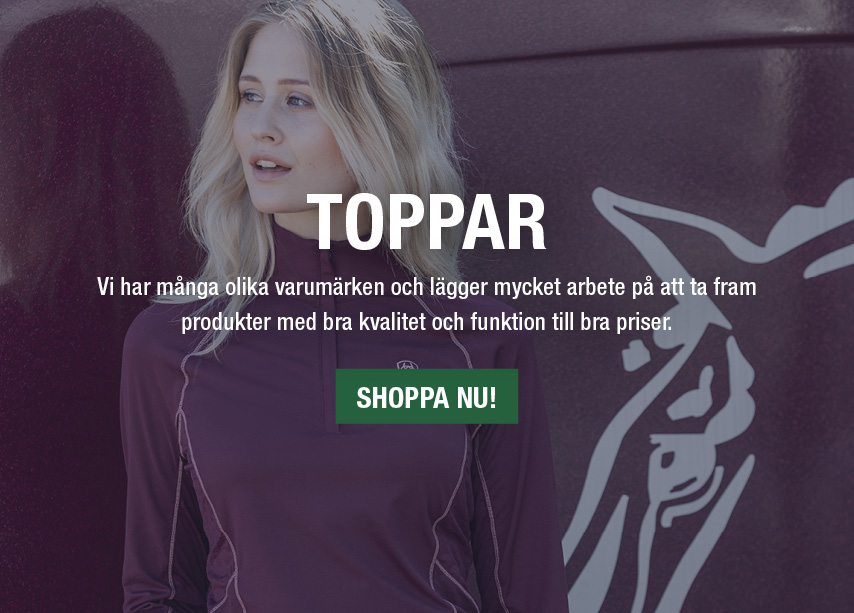 TOPPAR
Vi har många olika varumärken och lägger mycket arbete på att ta fram
produkter med bra kvalitet och funktion till bra priser.
SHOPPA NU!